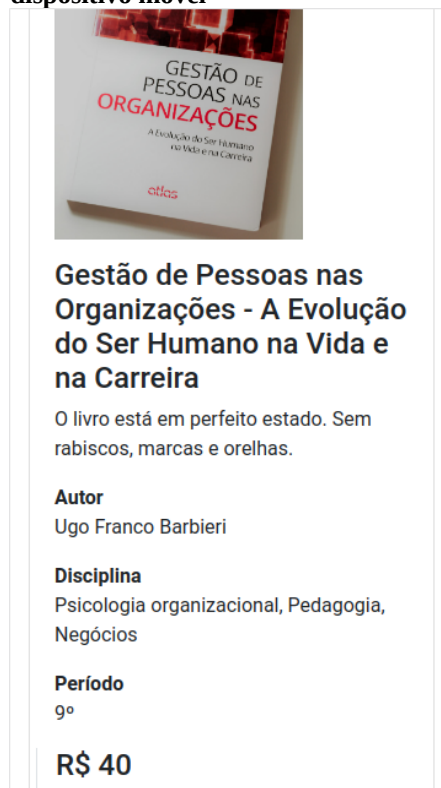 dispositivo móvel
GESTÃO DE
PESSOAS NAS
ORGANIZAÇÕES
A Evolução do Ser Humano
na Vida e na Carreira
atlas
Gestão de Pessoas nas
Organizações - A Evolução
do Ser Humano na Vida e
na Carreira
O livro está em perfeito estado. Sem
rabiscos, marcas e orelhas.
Autor
Ugo Franco Barbieri
Disciplina
Psicologia organizacional, Pedagogia,
Negócios
Período
9º
R$ 40